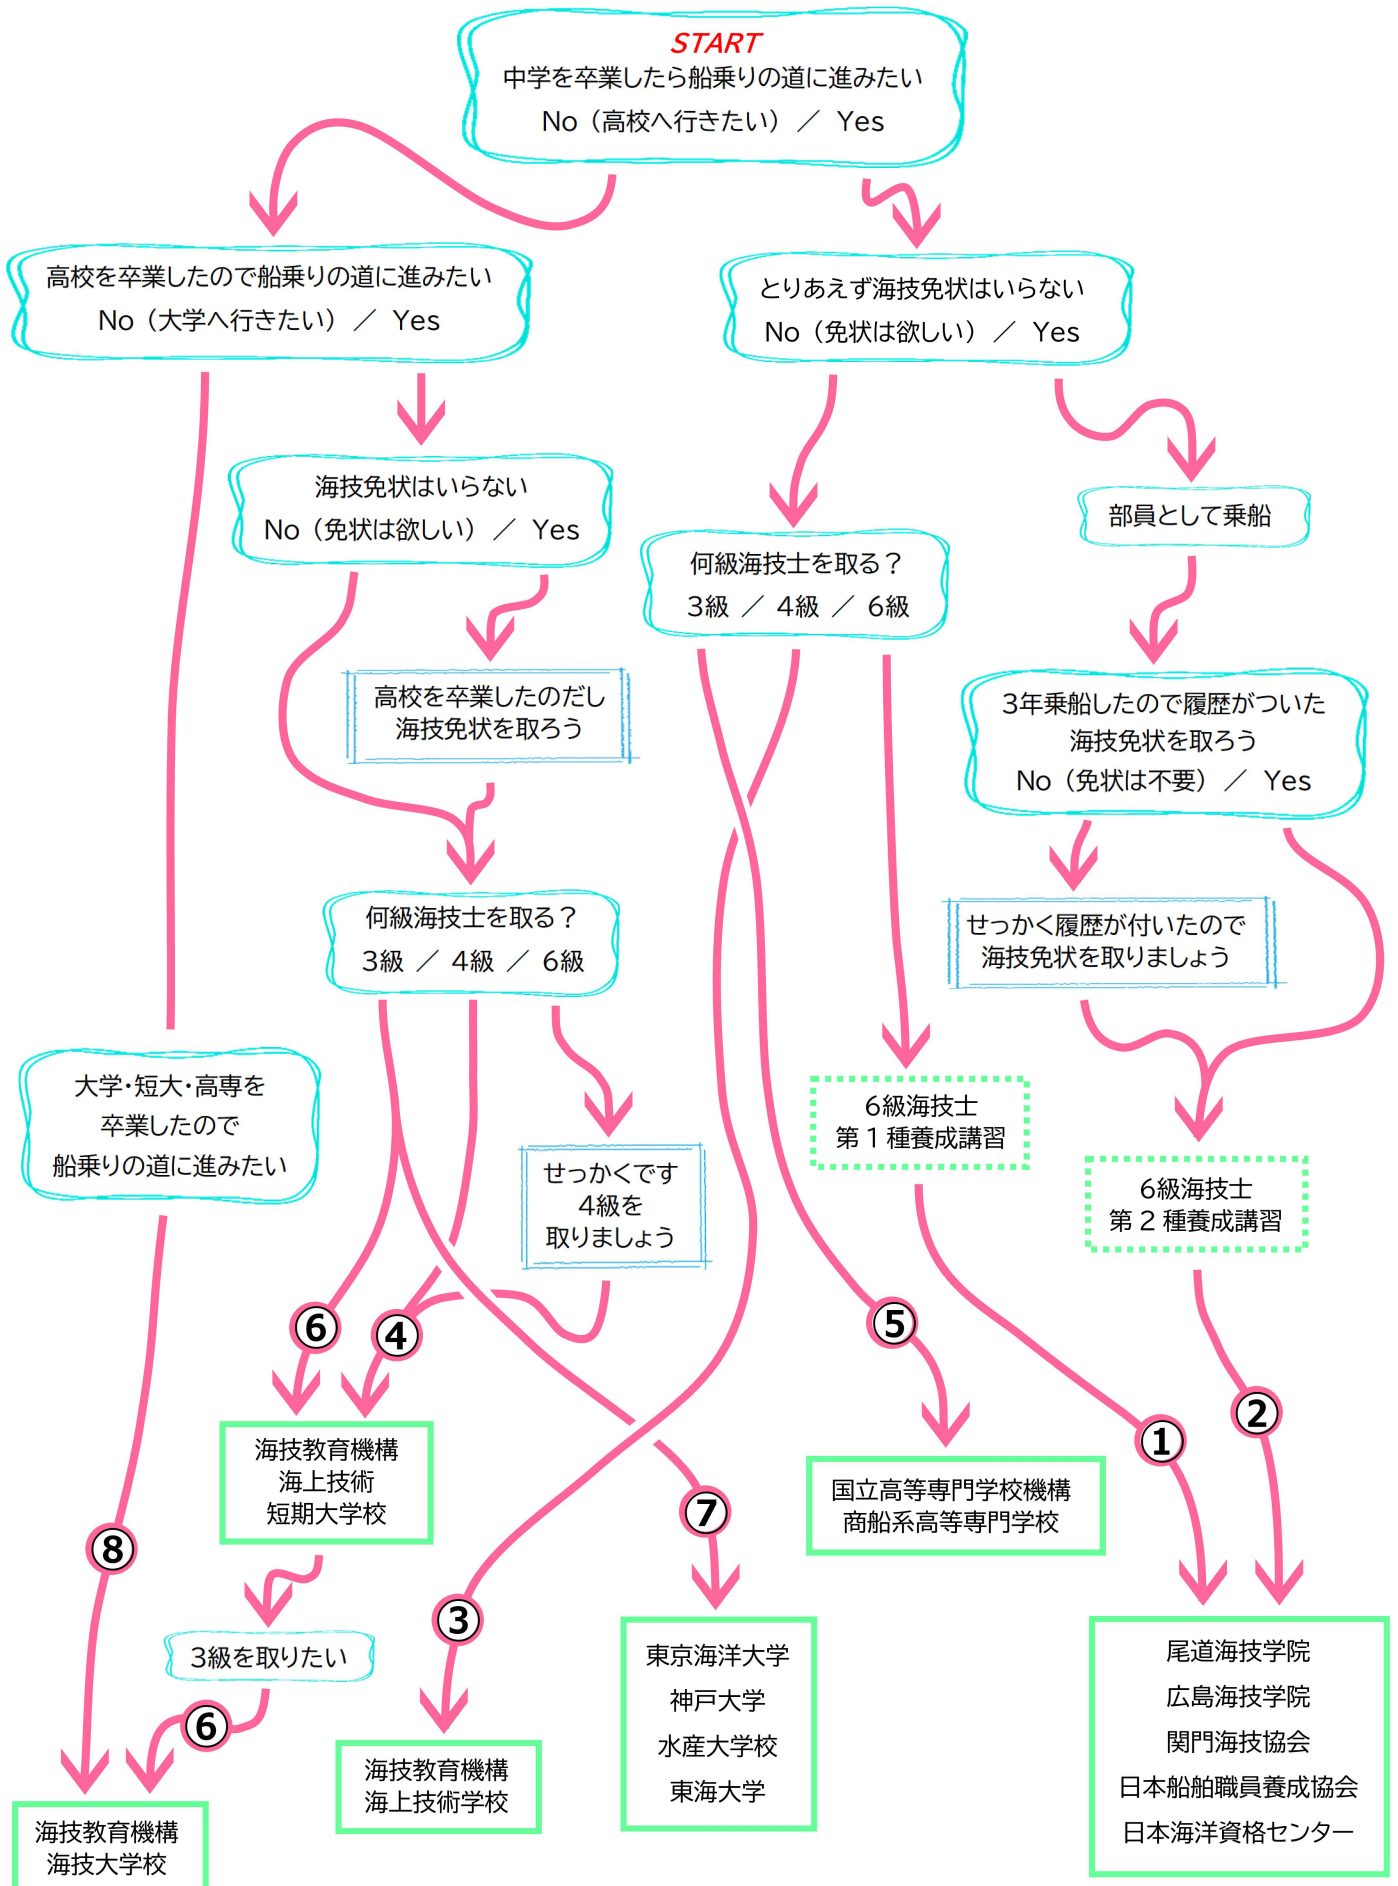 START
中学を卒業したら船乗りの道に進みたい
No（高校へ行きたい）／ Yes
高校を卒業したので船乗りの道に進みたい
No（大学へ行きたい）／ Yes
とりあえず海技免状はいらない
No（免状は欲しい）／ Yes
海技免状はいらない
No（免状は欲しい）／ Yes
部員として乗船
何級海技士を取る？
3級 ／ 4級 ／ 6級
高校を卒業したのだし
海技免状を取ろう
3年乗船したので履歴がついた
海技免状を取ろう
No（免状は不要）／ Yes
何級海技士を取る？
3級 ／ 4級 ／ 6級
せっかく履歴が付いたので
海技免状を取りましょう
大学・短大・高専を
卒業したので
船乗りの道に進みたい
せっかくです
4級を
取りましょう
6級海技士
第１種養成講習
6級海技士
第２種養成講習
⑥
④
⑤
②
①
海技教育機構
海上技術
短期大学校
国立高等専門学校機構
商船系高等専門学校
⑦
⑧
③
3級を取りたい
⑥
東京海洋大学
神戸大学
水産大学校
東海大学
尾道海技学院
広島海技学院
関門海技協会
日本船舶職員養成協会
日本海洋資格センター
海技教育機構
海上技術学校
海技教育機構
海技大学校